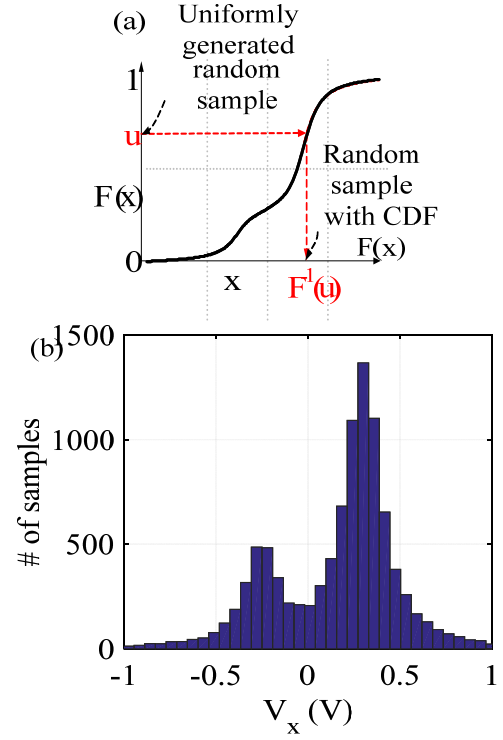 (a)
Uniformly
generated
random
sample
1
u
F(x)
Random
sample
with CDF
F(x)
0
x
F¹(u)
(b)
1500
1000
500
0
# of samples
-1 -0.5 0 0.5 1
Vₓ (V)